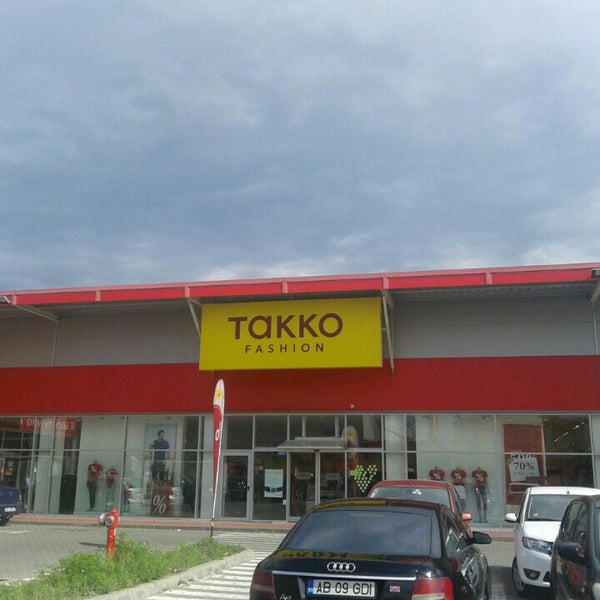 TAKKO
FASHION
70%
%
AB 09 GDI